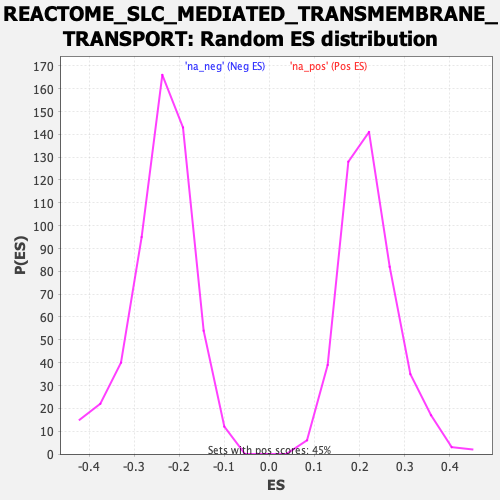 REACTOME_SLC_MEDIATED_TRANSMEMBRANE_
TRANSPORT: Random ES distribution
'na_neg' (Neg ES) 'na_pos' (Pos ES)
170
160
150
140
130
120
110
100
90
80
70
60
50
40
30
20
10
0
P(ES)
Sets with pos scores: 45%
-0.4 -0.3 -0.2 -0.1 0.0 0.1 0.2 0.3 0.4
ES